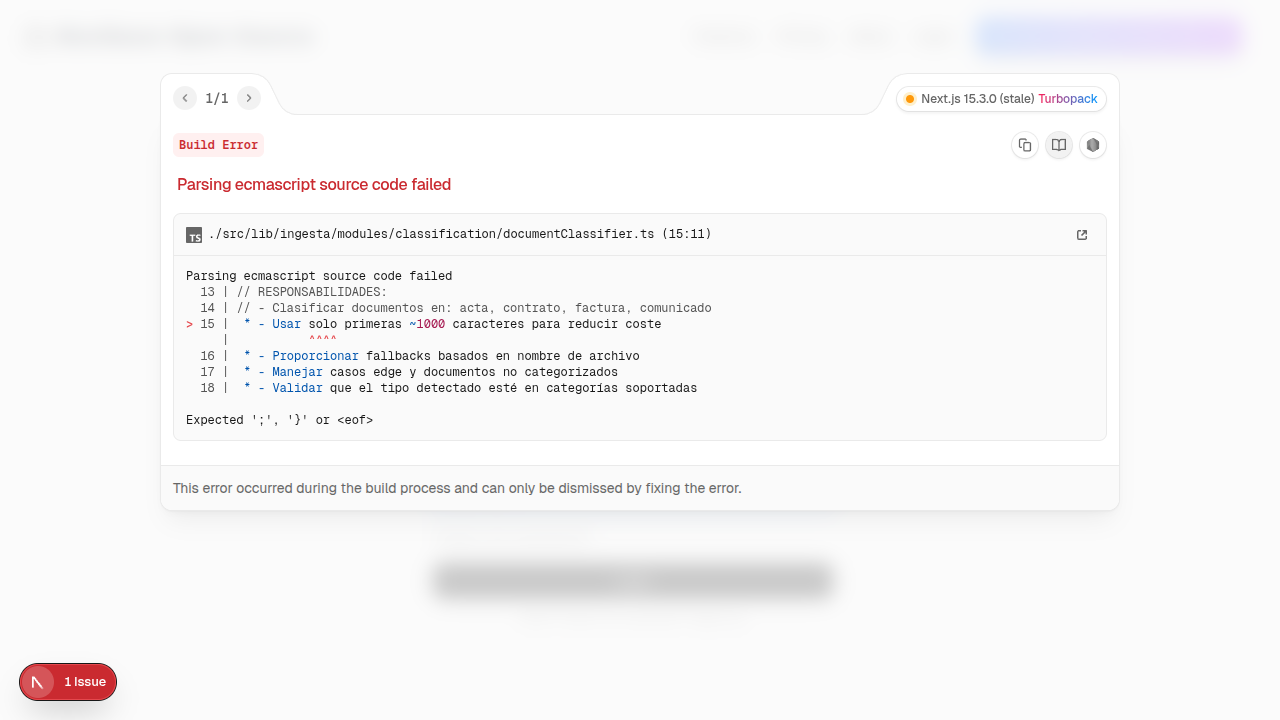 1/1
Next.js 15.3.0 (stale) Turbopack
Build Error
Parsing ecmascript source code failed
TS ./src/lib/ingesta/modules/classification/documentClassifier.ts (15:11)
Parsing ecmascript source code failed
13 | // RESPONSABILIDADES:
14 | // - Clasificar documentos en: acta, contrato, factura, comunicado
> 15 |  * - Usar solo primeras ~1000 caracteres para reducir coste
|           ^^^^
16 |  * - Proporcionar fallbacks basados en nombre de archivo
17 |  * - Manejar casos edge y documentos no categorizados
18 |  * - Validar que el tipo detectado esté en categorías soportadas
Expected ';', '}' or <eof>
This error occurred during the build process and can only be dismissed by fixing the error.
1 Issue